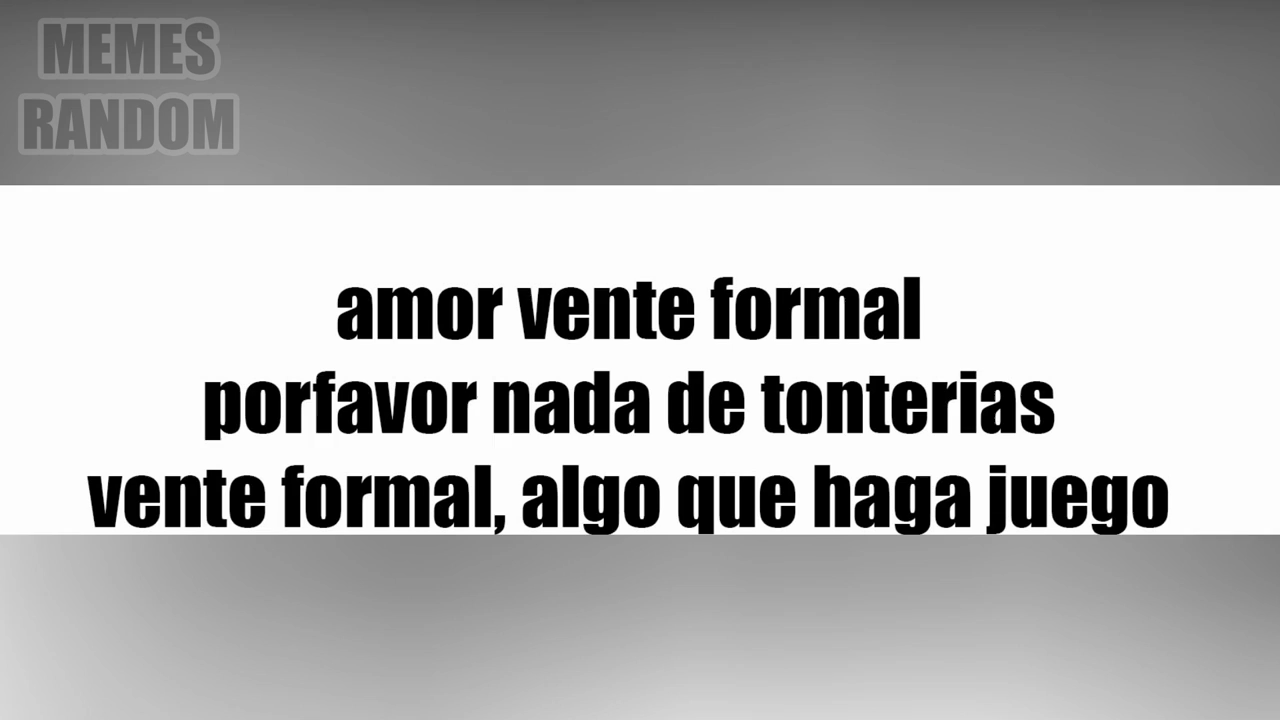 MEMES
RANDOM
amor vente formal
porfavor nada de tonterias
vente formal, algo que haga juego